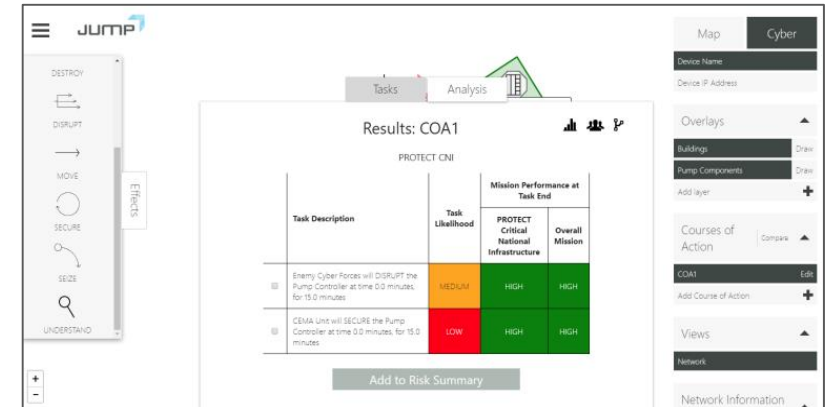 JUMP
DESTROY
DISRUPT
MOVE
SECURE
SEIZE
UNDERSTAND
Effects
+
-
Tasks
Analysis
Results: COA1
PROTECT CNI
Task Description
Task
Likelihood
Mission Performance at
Task End
PROTECT
Critical
National
Infrastructure
Overall
Mission
Enemy Cyber Forces will DISRUPT the
Pump Controller at time 0.0 minutes,
for 15.0 minutes
MEDIUM
HIGH
HIGH
CEMA Unit will SECURE the Pump
Controller at time 0.0 minutes, for 15.0
minutes
LOW
HIGH
HIGH
Add to Risk Summary
Map
Cyber
Device Name
Device IP Address
Overlays
Buildings
Draw
Pump Components
Draw
Add layer
+
Courses of
Action
Compare
COA1
Edit
Add Course of Action
+
Views
Network
Network Information